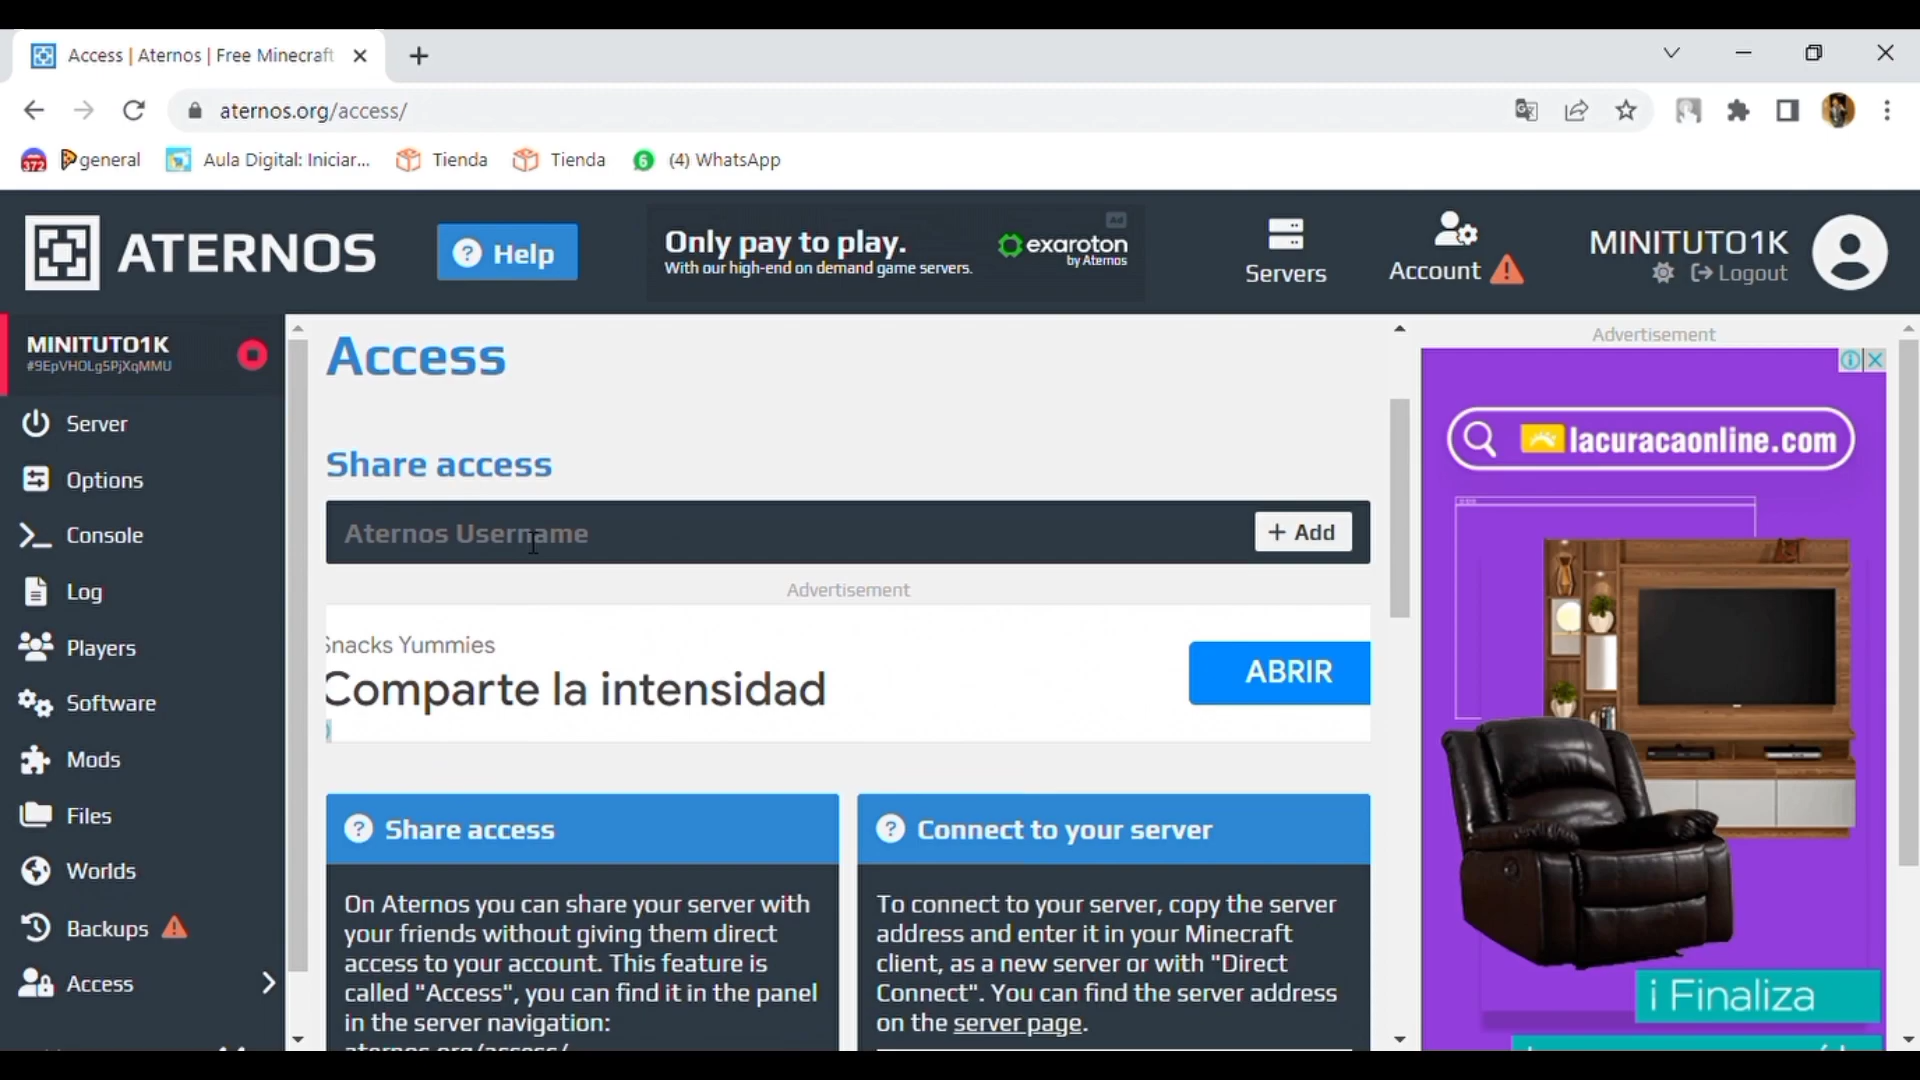 Access | Aternos | Free Minecraft
aternos.org/access/
372
general
Aula Digital: Iniciar...
Tienda
Tienda
6
(4) WhatsApp
ATERNOS
? Help
Only pay to play.
With our high-end on demand game servers.
Ad
exaroton
by Aternos
Servers
Account
MINITUTO1K
Logout
MINITUTO1K
#9EpVHOLg5PjXqMMU
Server
Options
Console
Log
Players
Software
Mods
Files
Worlds
Backups
Access
Access
Share access
Aternos Username
+ Add
Advertisement
Snacks Yummies
Comparte la intensidad
ABRIR
? Share access
On Aternos you can share your server with
your friends without giving them direct
access to your account. This feature is
called "Access", you can find it in the panel
in the server navigation:
aternos.org/access/
? Connect to your server
To connect to your server, copy the server
address and enter it in your Minecraft
client, as a new server or with "Direct
Connect". You can find the server address
on the server page.
Advertisement
lacuracaonline.com
¡ Finaliza